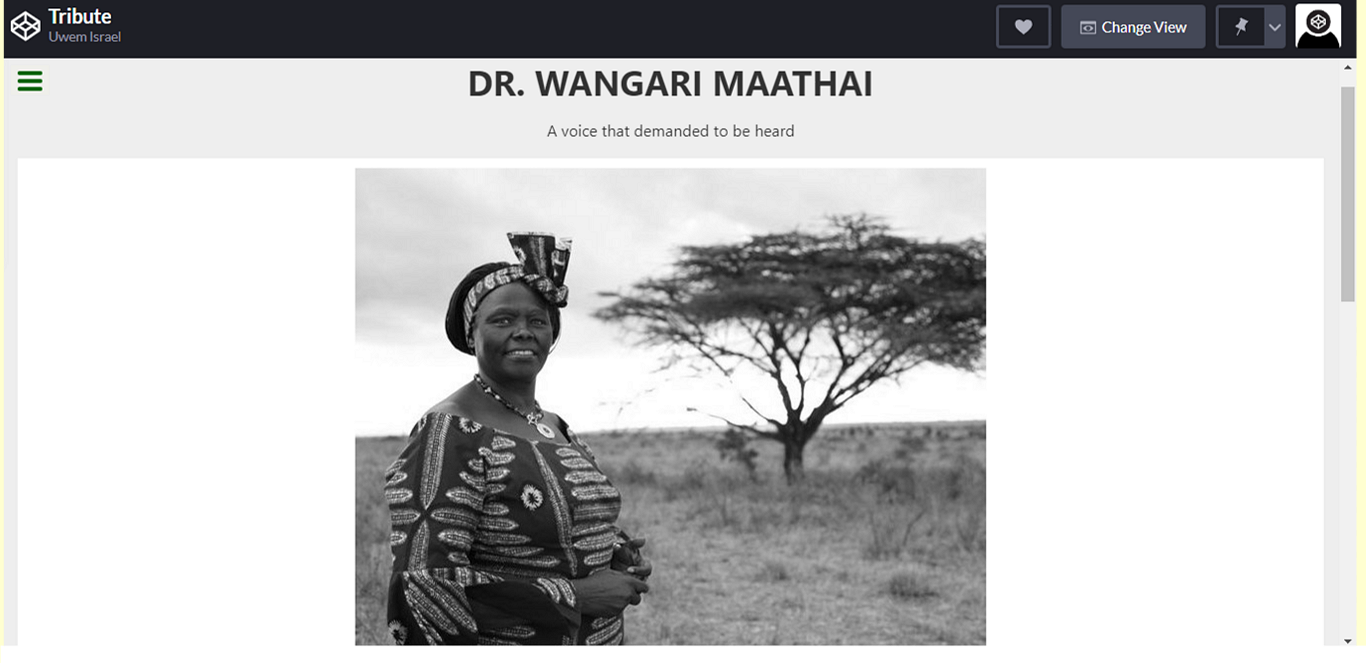 Tribute
Uwem Israel
Change View
DR. WANGARI MAATHAI
A voice that demanded to be heard